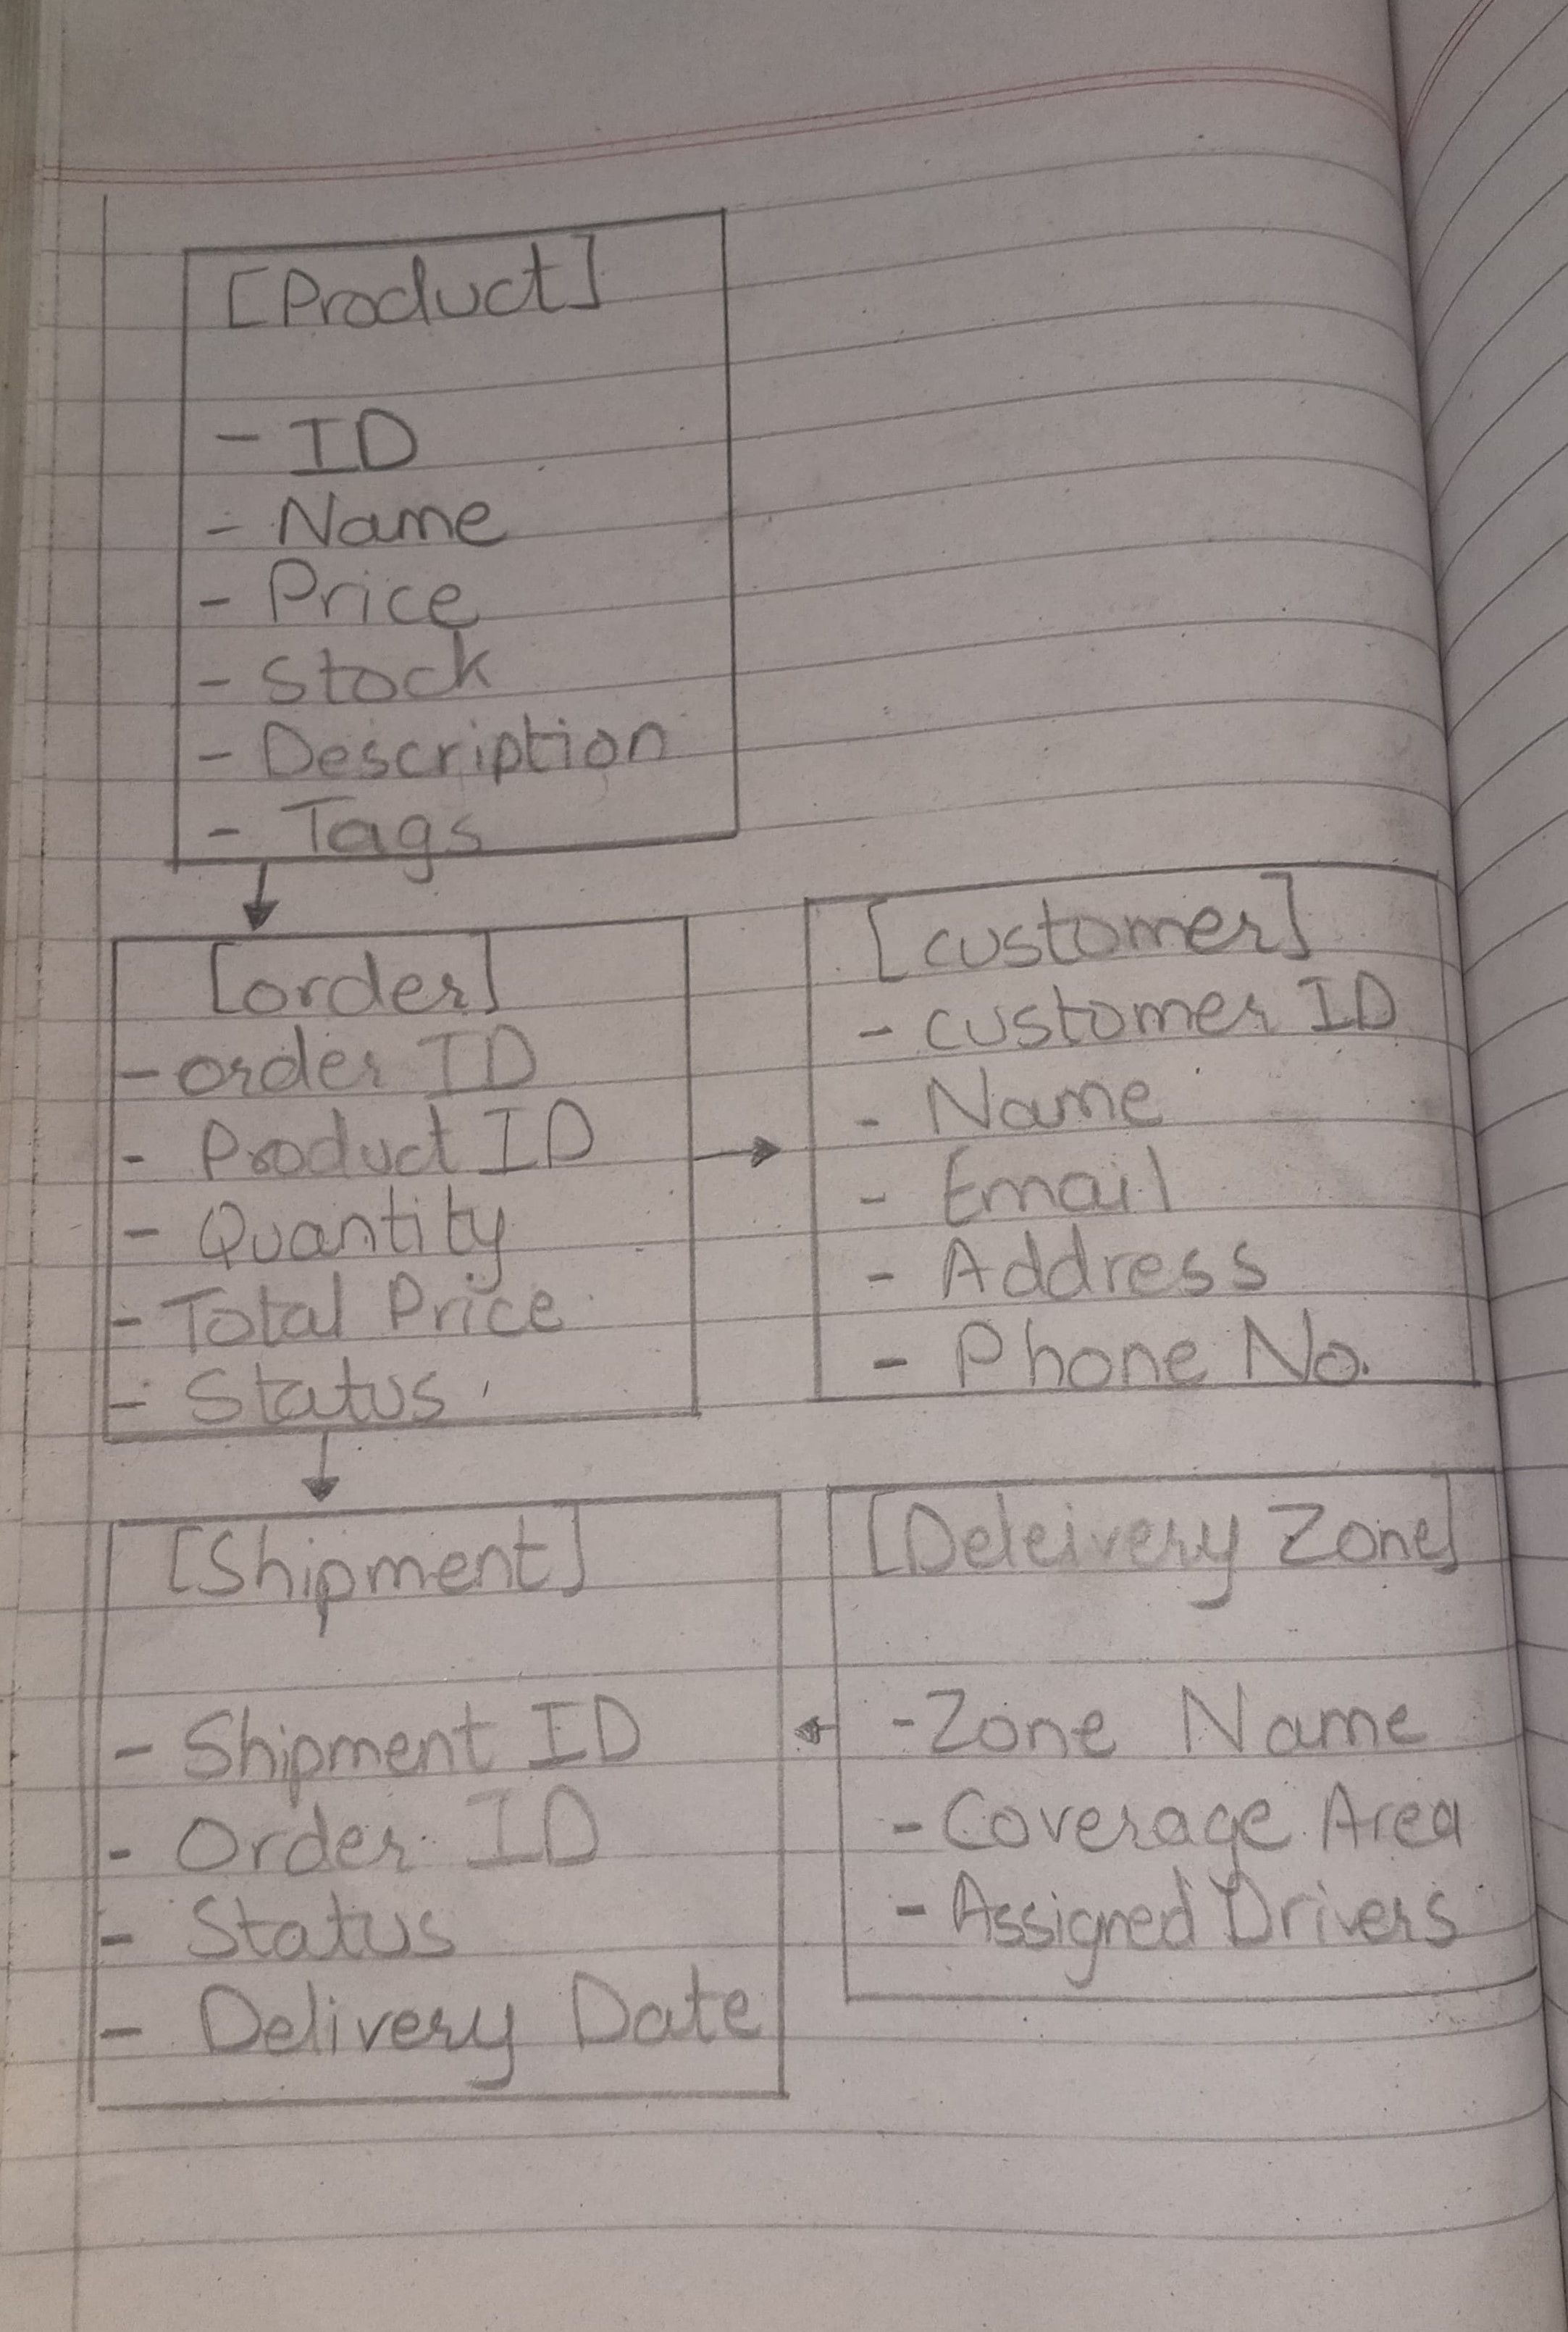 [Product]
- ID
- Name
- Price
- Stock
- Description
- Tags
[order]
- order ID
- Product ID
- Quantity
- Total Price
- Status
[customer]
- customer ID
- Name
- Email
- Address
- Phone No.
[Shipment]
- Shipment ID
- Order ID
- Status
- Delivery Date
[Deleivery Zone]
- Zone Name
- Coverage Area
- Assigned Drivers